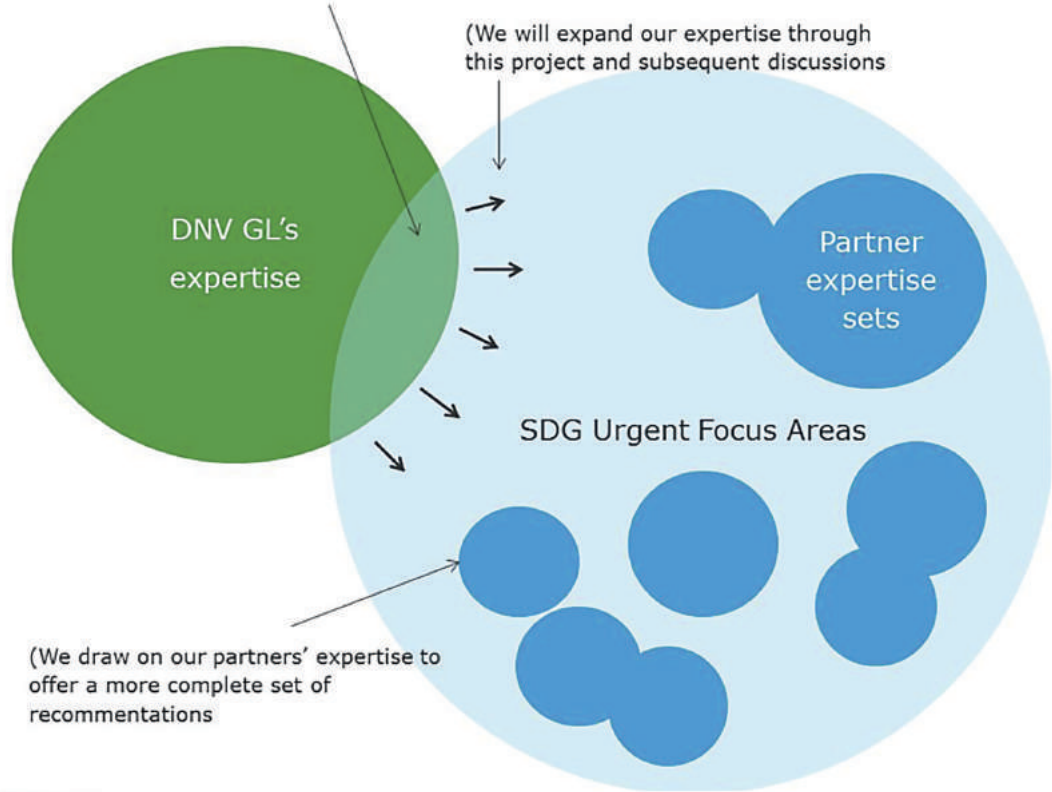 (We will expand our expertise through
this project and subsequent discussions
DNV GL’s
expertise
Partner
expertise
sets
SDG Urgent Focus Areas
(We draw on our partners’ expertise to
offer a more complete set of
recommentations